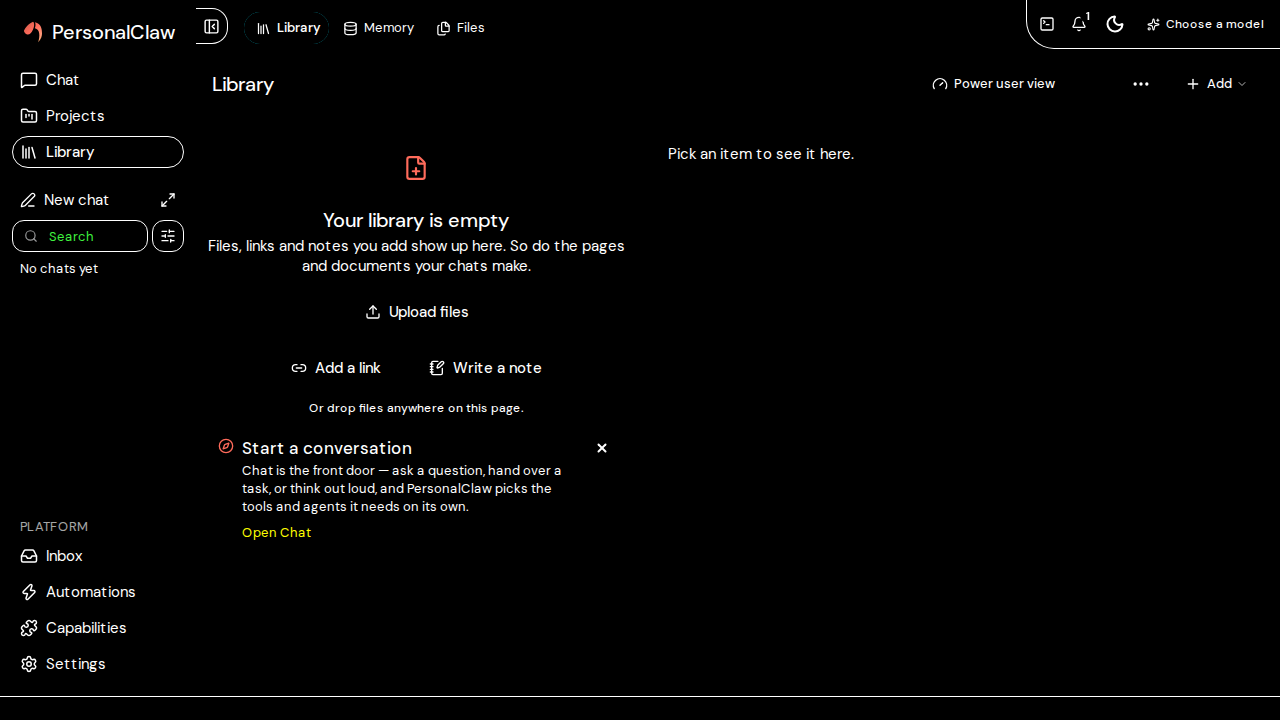 PersonalClaw
Library
Memory
Files
1
Choose a model
Chat
Projects
Library
New chat
Search
No chats yet
PLATFORM
Inbox
Automations
Capabilities
Settings
Library
Power user view
Add
Your library is empty
Files, links and notes you add show up here. So do the pages
and documents your chats make.
Upload files
Add a link
Write a note
Or drop files anywhere on this page.
Start a conversation
Chat is the front door — ask a question, hand over a
task, or think out loud, and PersonalClaw picks the
tools and agents it needs on its own.
Open Chat
Pick an item to see it here.